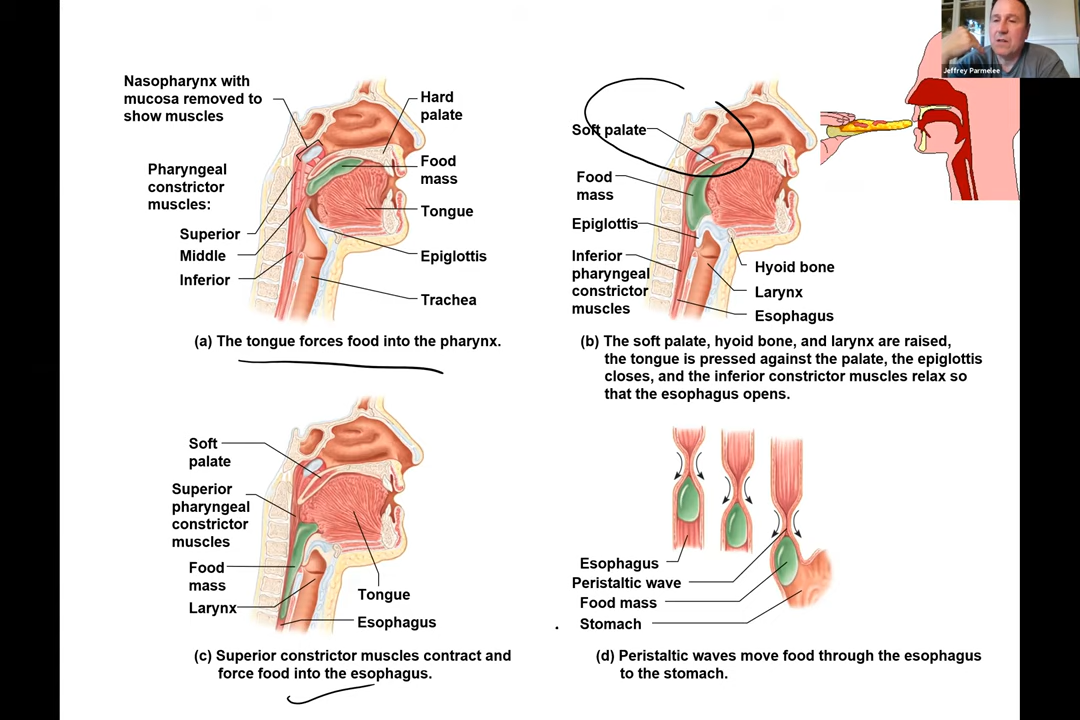 Jeffrey Parmelee
Nasopharynx with
mucosa removed to
show muscles
Hard
palate
Pharyngeal
constrictor
muscles:
Food
mass
Tongue
Superior
Middle
Inferior
Epiglottis
Trachea
(a) The tongue forces food into the pharynx.
Soft palate
Food
mass
Epiglottis
Inferior
pharyngeal
constrictor
muscles
Hyoid bone
Larynx
Esophagus
(b) The soft palate, hyoid bone, and larynx are raised,
the tongue is pressed against the palate, the epiglottis
closes, and the inferior constrictor muscles relax so
that the esophagus opens.
Soft
palate
Superior
pharyngeal
constrictor
muscles
Food
mass
Larynx
Tongue
Esophagus
(c) Superior constrictor muscles contract and
force food into the esophagus.
Esophagus
Peristaltic wave
Food mass
Stomach
(d) Peristaltic waves move food through the esophagus
to the stomach.